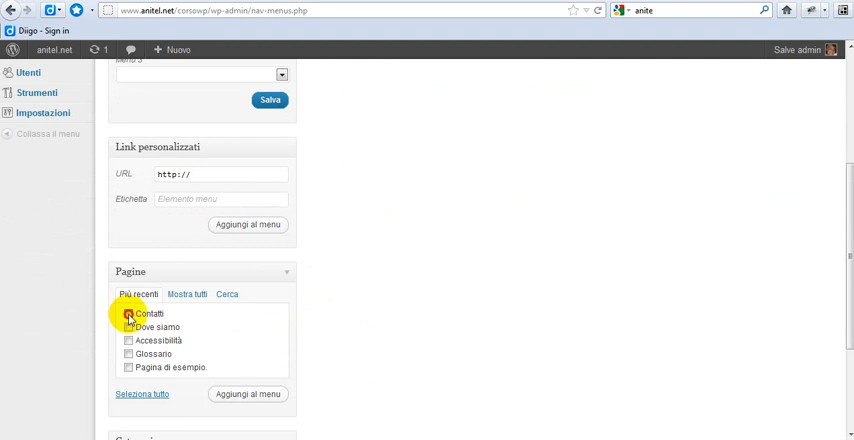 www.anitel.net/corsowp/wp-admin/nav-menus.php
anite
Diigo - Sign in
anitel.net
1
Nuovo
Salve admin
Utenti
Strumenti
Impostazioni
Collassa il menu
Menu 3
Salva
Link personalizzati
URL
http://
Etichetta
Elemento menu
Aggiungi al menu
Pagine
Più recenti
Mostra tutti
Cerca
Contatti
Dove siamo
Accessibilità
Glossario
Pagina di esempio.
Seleziona tutto
Aggiungi al menu